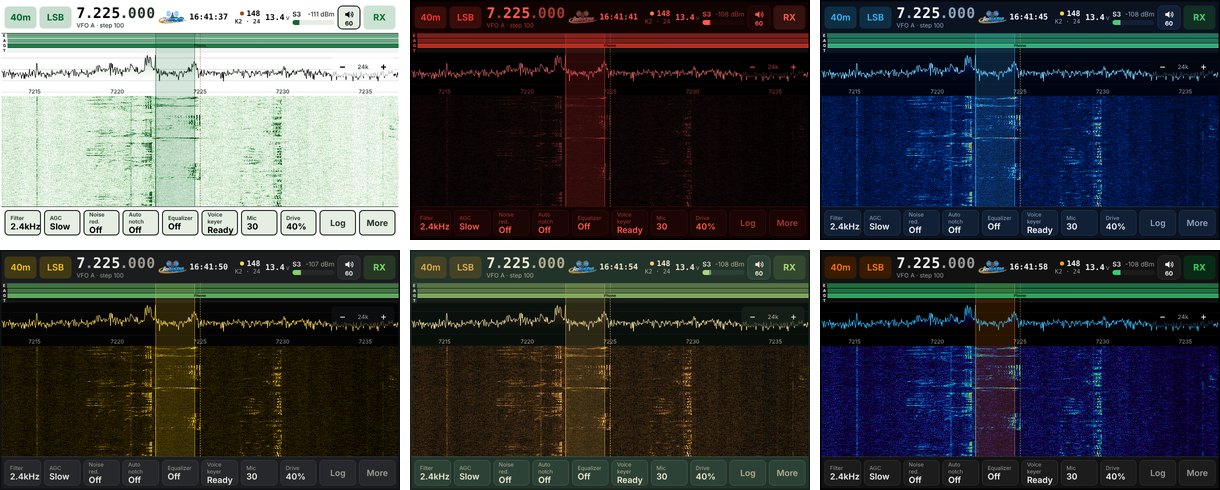 40m LSB 7.225.000 16:41:37 148 13.4v S3 -111 dBm RX
VFO A · step 100 K2 · 24 60
E
A
G
T
Phone
− 24k +
7215 7220 7225 7230 7235
Filter 2.4kHz
AGC Slow
Noise red. Off
Auto notch Off
Equalizer Off
Voice keyer Ready
Mic 30
Drive 40%
Log
More
40m LSB 7.225.000 16:41:41 148 13.4v S3 -108 dBm RX
VFO A · step 100 K2 · 24 60
E
A
G
T
Phone
− 24k +
7215 7220 7225 7230 7235
Filter 2.4kHz
AGC Slow
Noise red. Off
Auto notch Off
Equalizer Off
Voice keyer Ready
Mic 30
Drive 40%
Log
More
40m LSB 7.225.000 16:41:45 148 13.4v S3 -108 dBm RX
VFO A · step 100 K2 · 24 60
E
A
G
T
Phone
− 24k +
7215 7220 7225 7230 7235
Filter 2.4kHz
AGC Slow
Noise red. Off
Auto notch Off
Equalizer Off
Voice keyer Ready
Mic 30
Drive 40%
Log
More
40m LSB 7.225.000 16:41:50 148 13.4v S3 -107 dBm RX
VFO A · step 100 K2 · 24 60
E
A
G
T
Phone
− 24k +
7215 7220 7225 7230 7235
Filter 2.4kHz
AGC Slow
Noise red. Off
Auto notch Off
Equalizer Off
Voice keyer Ready
Mic 30
Drive 40%
Log
More
40m LSB 7.225.000 16:41:54 148 13.4v S3 -108 dBm RX
VFO A · step 100 K2 · 24 60
E
A
G
T
Phone
− 24k +
7215 7220 7225 7230 7235
Filter 2.4kHz
AGC Slow
Noise red. Off
Auto notch Off
Equalizer Off
Voice keyer Ready
Mic 30
Drive 40%
Log
More
40m LSB 7.225.000 16:41:58 148 13.4v S3 -108 dBm RX
VFO A · step 100 K2 · 24 60
E
A
G
T
Phone
− 24k +
7215 7220 7225 7230 7235
Filter 2.4kHz
AGC Slow
Noise red. Off
Auto notch Off
Equalizer Off
Voice keyer Ready
Mic 30
Drive 40%
Log
More